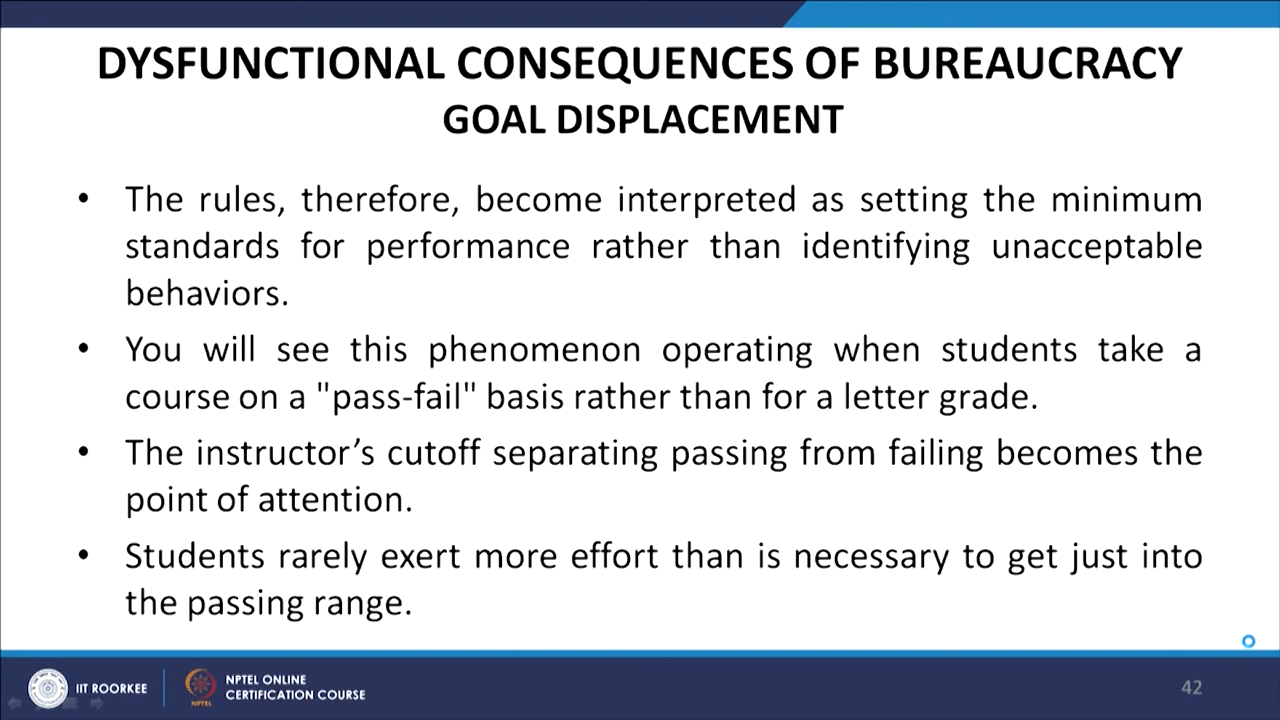 DYSFUNCTIONAL CONSEQUENCES OF BUREAUCRACY
GOAL DISPLACEMENT
• The rules, therefore, become interpreted as setting the minimum
standards for performance rather than identifying unacceptable
behaviors.
• You will see this phenomenon operating when students take a
course on a "pass-fail" basis rather than for a letter grade.
• The instructor’s cutoff separating passing from failing becomes the
point of attention.
• Students rarely exert more effort than is necessary to get just into
the passing range.
IIT ROORKEE
NPTEL
NPTEL ONLINE
CERTIFICATION COURSE
42